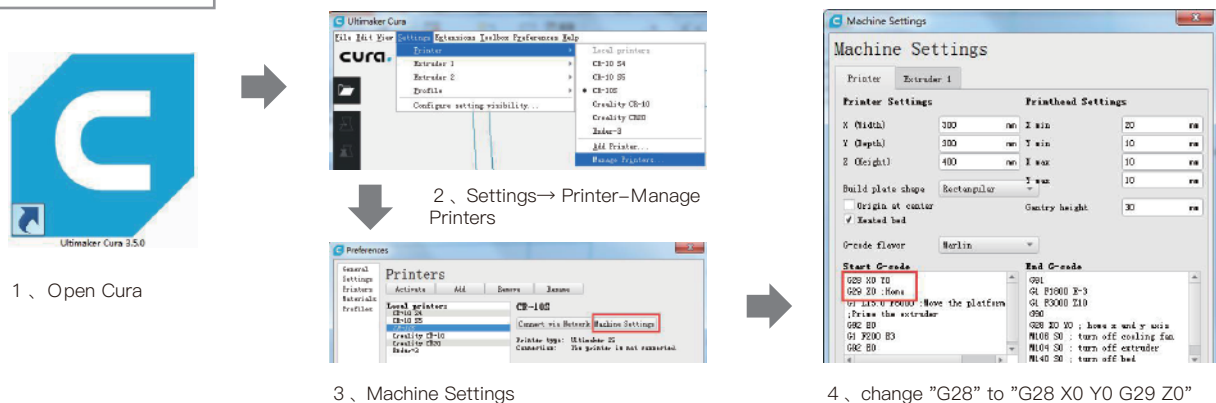 Ultimaker Cura 3.5.0
1 、Open Cura
Ultimaker Cura
File Edit View Settings Extensions Toolbox Preferences Help
cura.
Printer
Extruder 1
Extruder 2
Profile
Configure setting visibility...
Local printers
CR-10 S4
CR-10 S5
CR-10S
Creality CR-10
Creality CR20
Ender-3
Add Printer...
Manage Printers...
2 、Settings→ Printer–Manage
Printers
Preferences
General
Settings
Printers
Materials
Profiles
Printers
Activate Add Remove Rename
Local printers
CR-10 S4
CR-10 S5
Creality CR-10
Creality CR20
Ender-3
CR-10S
Connect via Network Machine Settings
Printer type:
Connection: The printer is not connected.
3 、Machine Settings
Machine Settings
Machine Settings
Printer Extruder 1
Printer Settings
X (Width) 300 mm
Y (Depth) 300 mm
Z (Height) 400 mm
Build plate shape Rectangular
Origin at center
Heated bed
G-code flavor Marlin
Printhead Settings
X min 20 mm
Y min 10 mm
X max 10 mm
Y max 10 mm
Gantry height 30 mm
Start G-code
G28 X0 Y0
G29 Z0 ;Home
G1 Z15.0 F6000 ;Move the platform
;Prime the extruder
G92 E0
G1 F200 E3
G92 E0
End G-code
G91
G1 F1800 E-3
G1 F3000 Z10
G90
G28 X0 Y0 ; home x and y axis
M106 S0 ; turn off cooling fan
M104 S0 ; turn off extruder
M140 S0 ; turn off bed
4 、change ”G28” to ”G28 X0 Y0 G29 Z0”